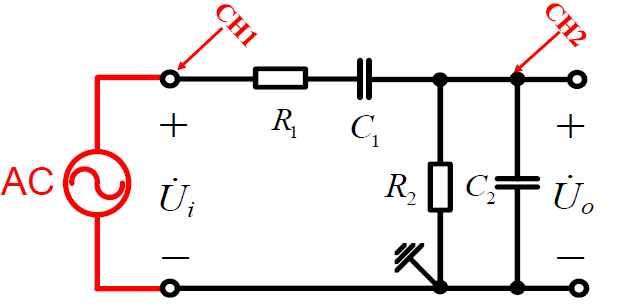 CH1
CH2
+
R₁
C₁
+
AC
U̇ᵢ
R₂
C₂
U̇ₒ
−
−